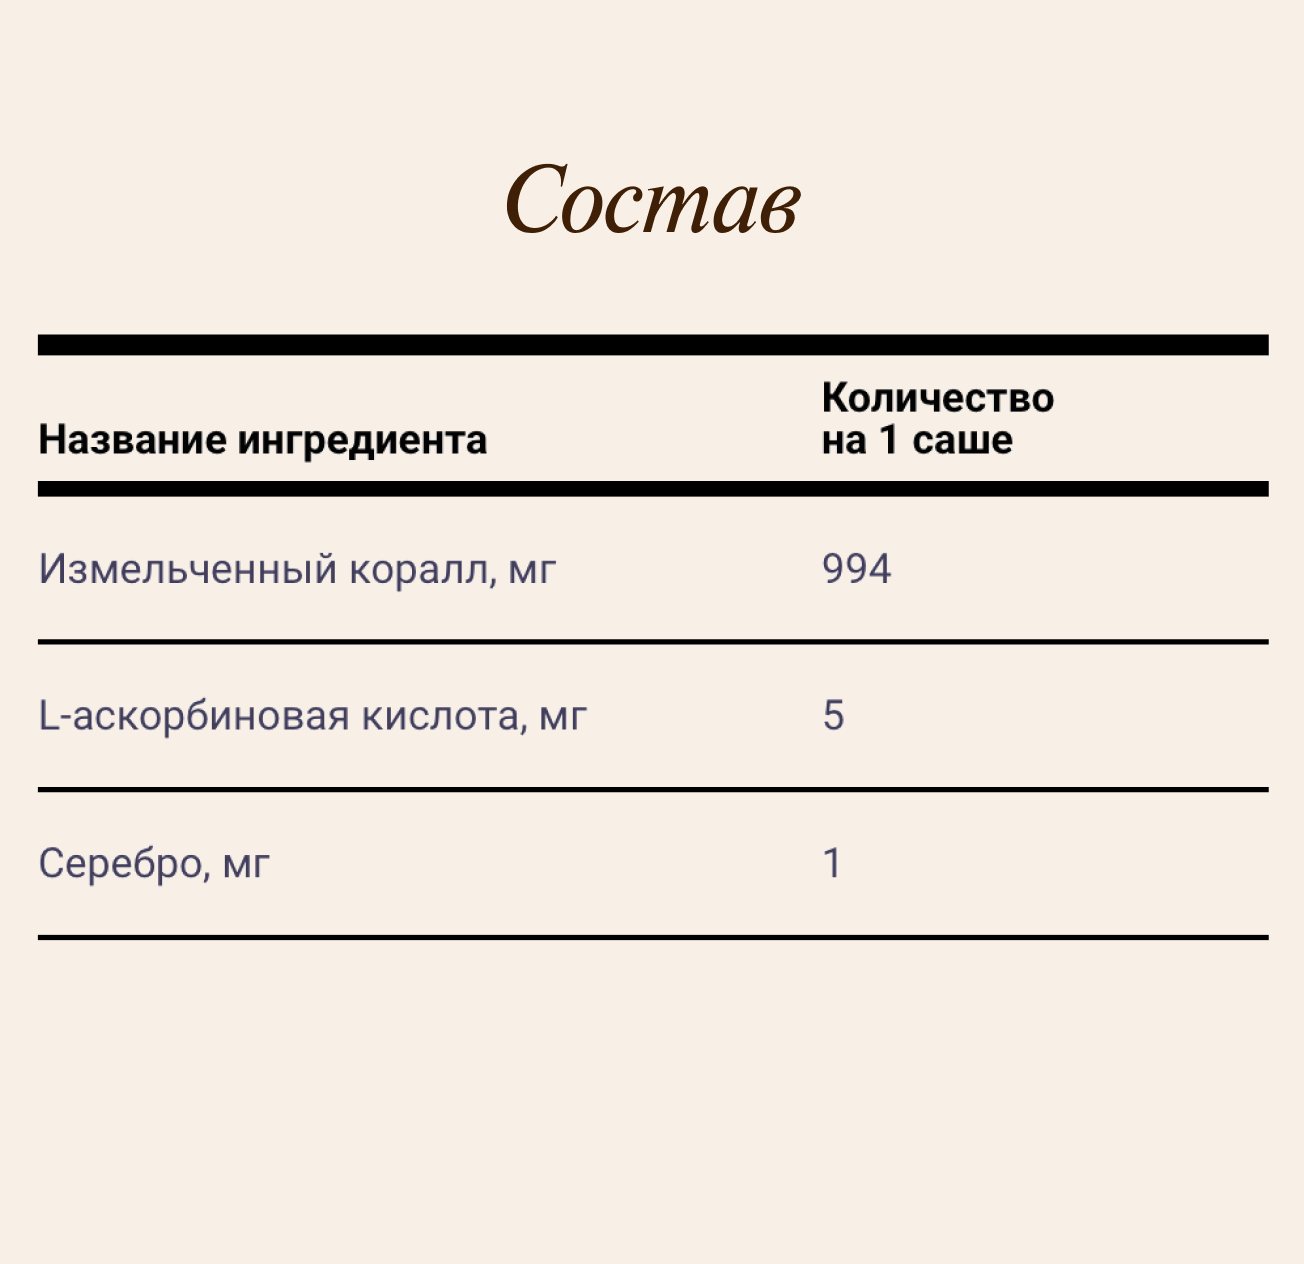 Состав
Количество
Название ингредиента на 1 саше
Измельченный коралл, мг 994
L-аскорбиновая кислота, мг 5
Серебро, мг 1